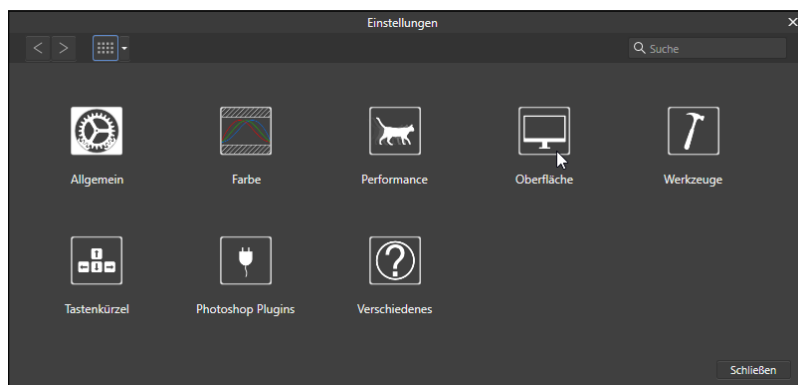 Einstellungen
Suche
Allgemein
Farbe
Performance
Oberfläche
Werkzeuge
Tastenkürzel
Photoshop Plugins
Verschiedenes
Schließen